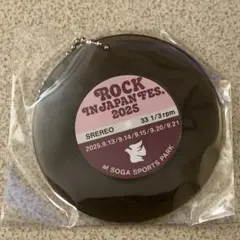 ROCK
IN JAPAN FES.
2025
SREREO 33 1/3 rpm
2025.9.13/9.14/9.15/9.20/9.21
at SOGA SPORTS PARK